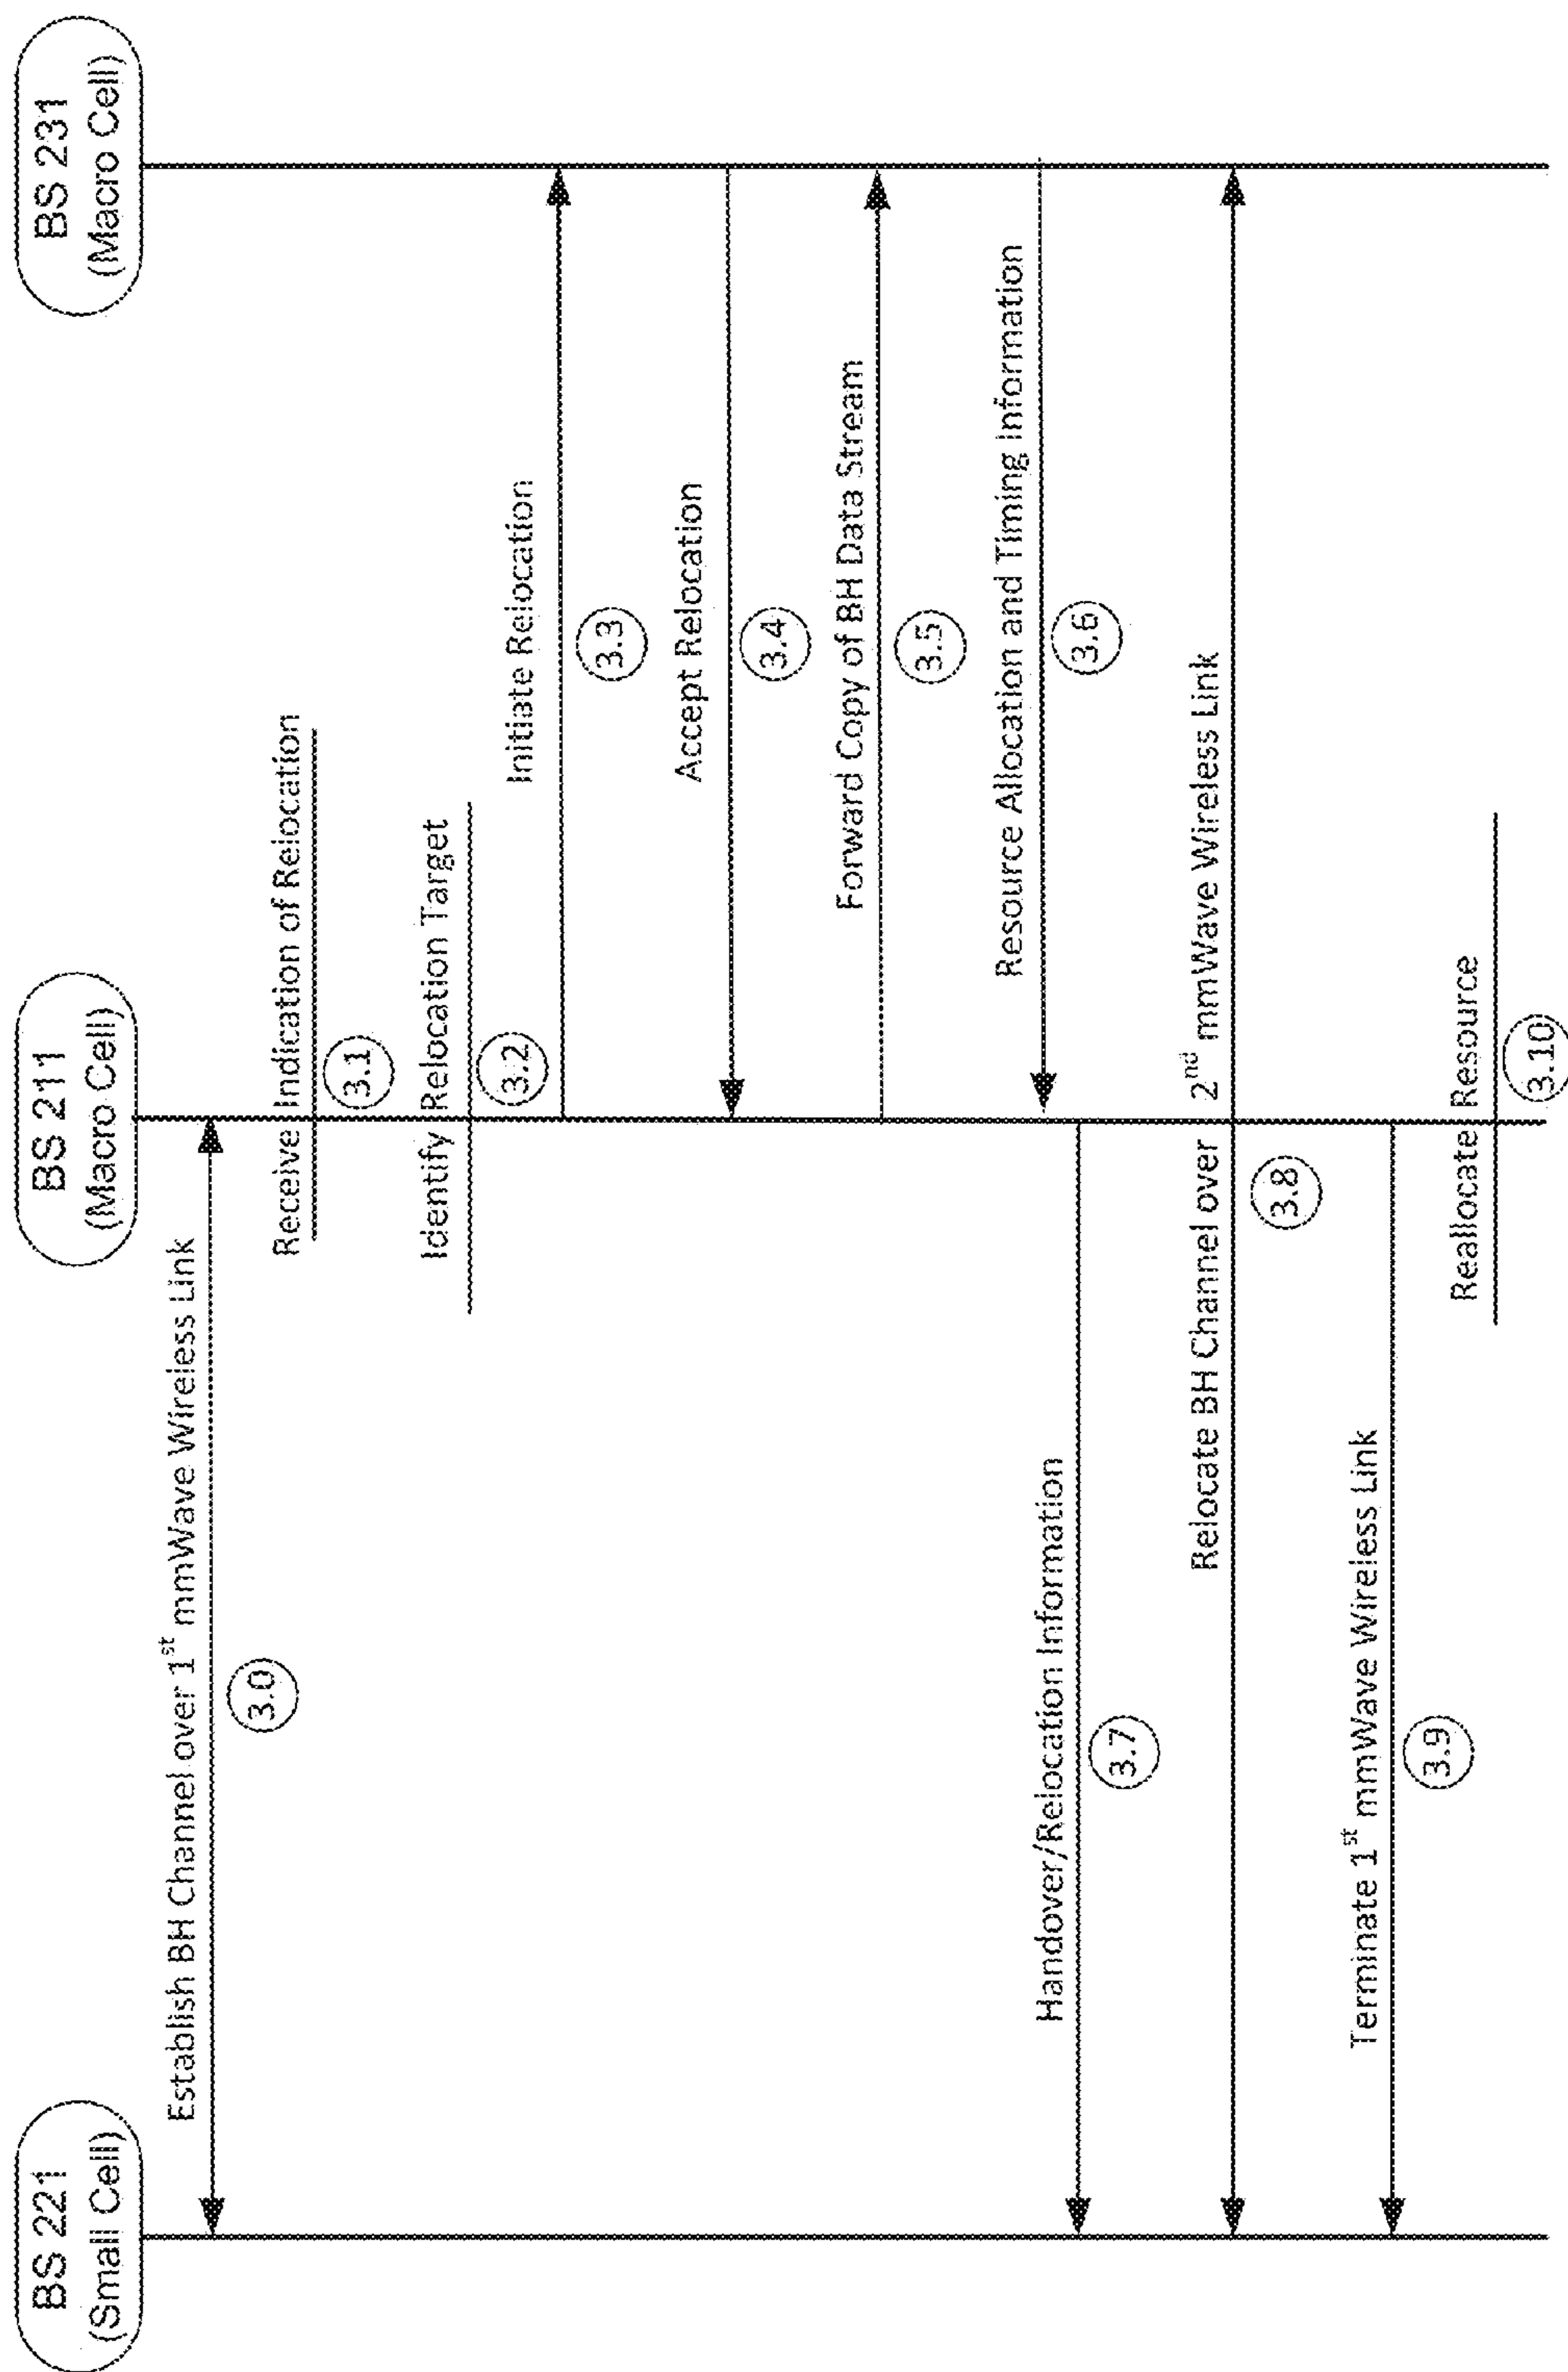 BS 221
(Small Cell)
BS 211
(Macro Cell)
BS 231
(Macro Cell)
Establish BH Channel over 1st mmWave Wireless Link
3.0
Receive Indication of Relocation
3.1
Identify Relocation Target
3.2
Initiate Relocation
3.3
Accept Relocation
3.4
Forward Copy of BH Data Stream
3.5
Resource Allocation and Timing Information
3.6
Handover/Relocation Information
3.7
Relocate BH Channel over 2nd mmWave Wireless Link
3.8
Terminate 1st mmWave Wireless Link
3.9
Reallocate Resource
3.10